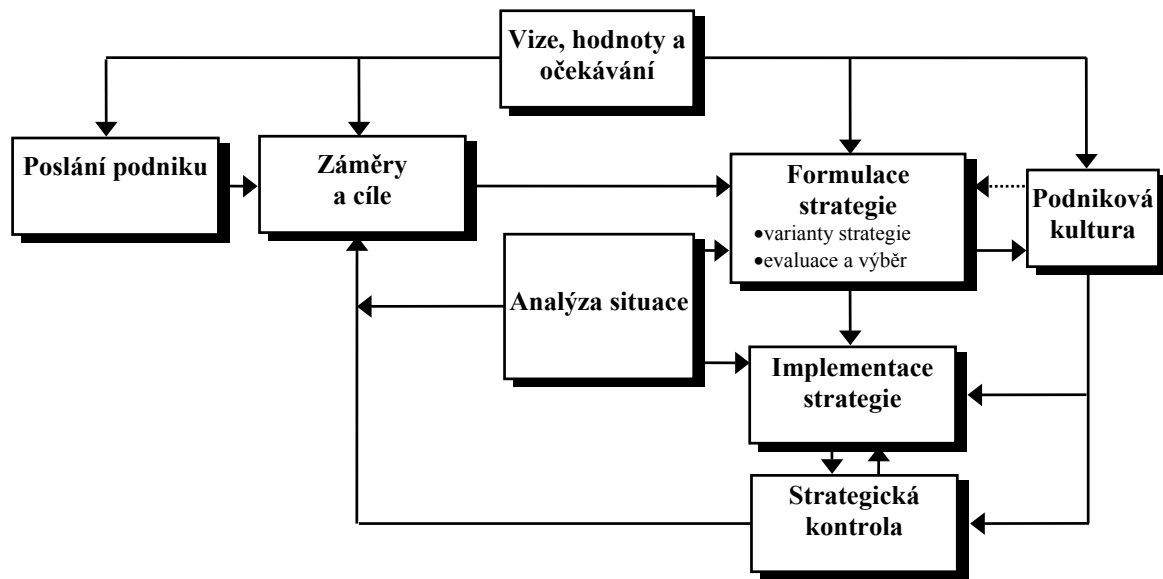 Vize, hodnoty a
očekávání
Poslání podniku
Záměry
a cíle
Formulace
strategie
•varianty strategie
•evaluace a výběr
Podniková
kultura
Analýza situace
Implementace
strategie
Strategická
kontrola